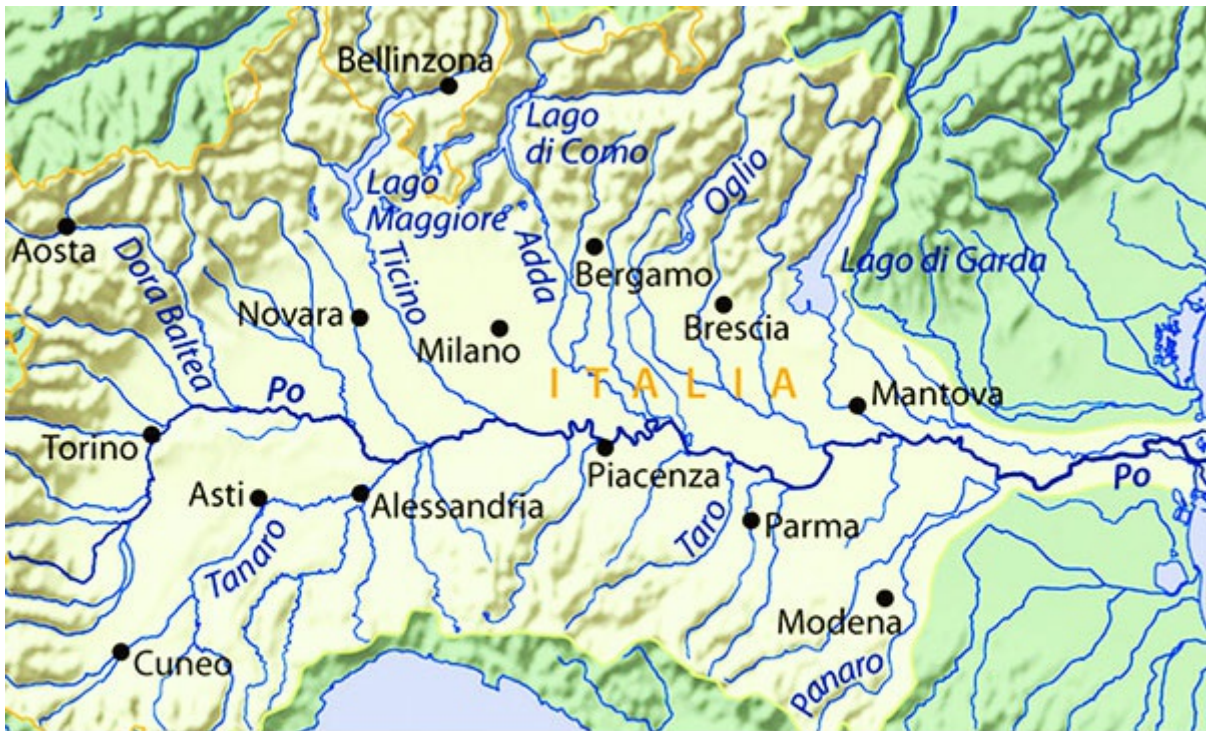 Bellinzona
Lago
di Como
Lago
Maggiore
Oglio
Aosta
Dora Baltea
Ticino
Adda
Bergamo
Lago di Garda
Novara
Milano
Brescia
ITALIA
Po
Mantova
Torino
Piacenza
Po
Asti
Alessandria
Taro
Parma
Tanaro
Modena
Cuneo
Panaro